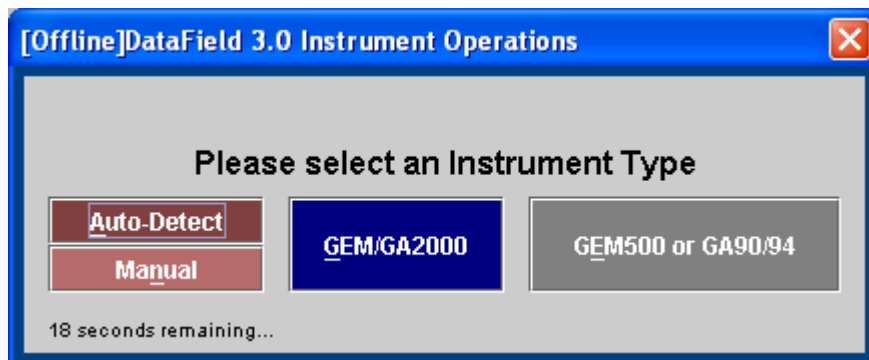 [Offline]DataField 3.0 Instrument Operations
Please select an Instrument Type
Auto-Detect
Manual
GEM/GA2000
GEM500 or GA90/94
18 seconds remaining...